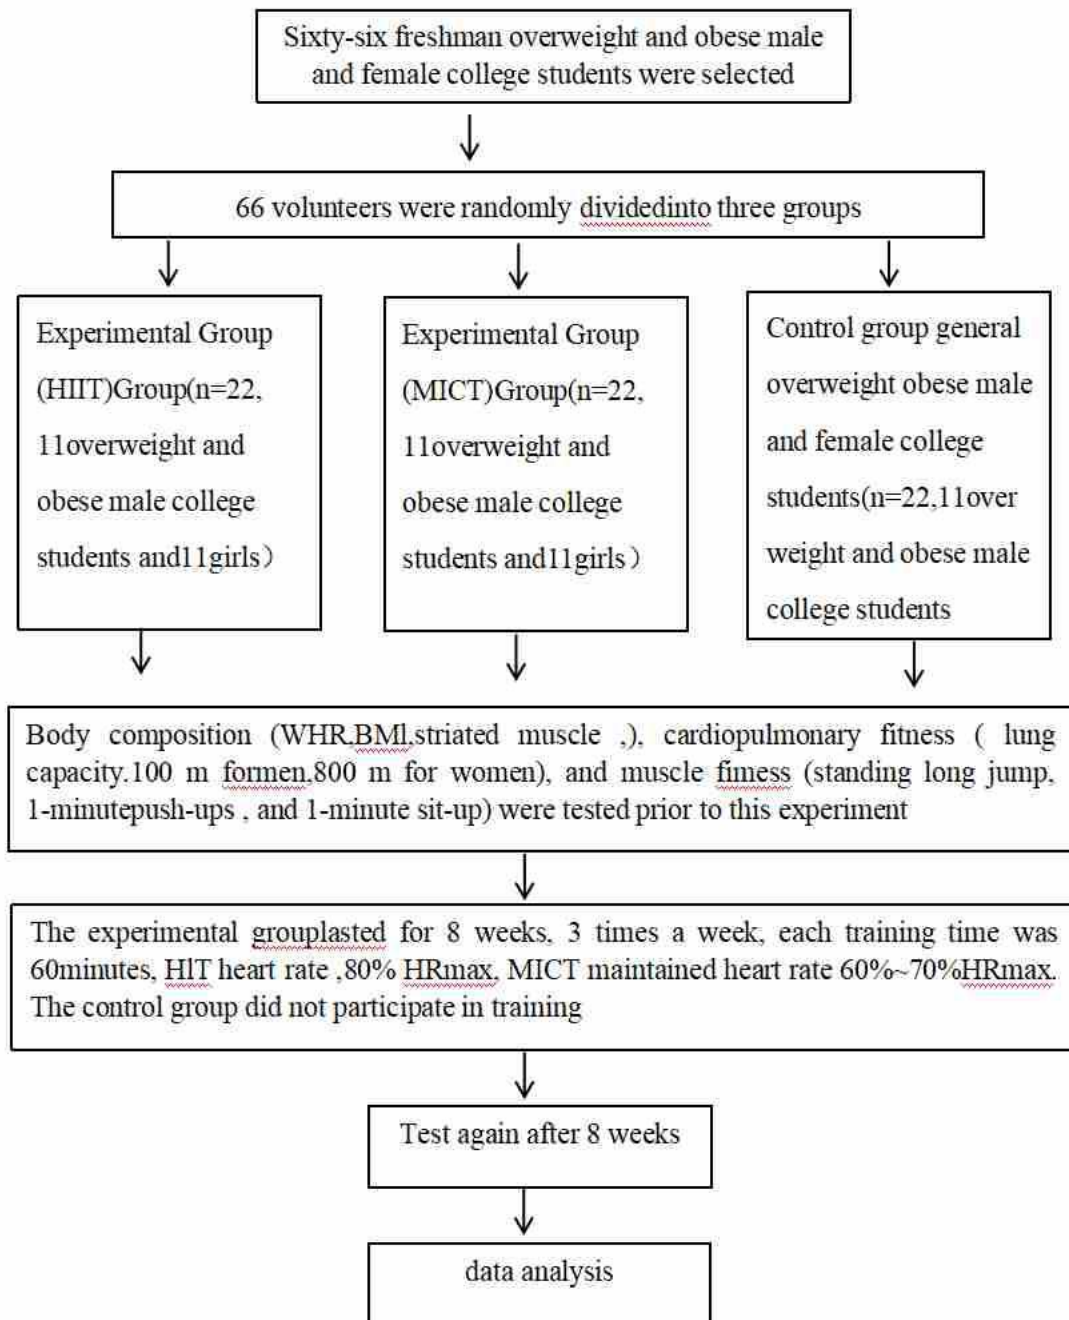 Sixty-six freshman overweight and obese male
and female college students were selected
66 volunteers were randomly dividedinto three groups
Experimental Group
(HIIT)Group(n=22,
11overweight and
obese male college
students and11girls）
Experimental Group
(MICT)Group(n=22,
11overweight and
obese male college
students and11girls）
Control group general
overweight obese male
and female college
students(n=22,11over
weight and obese male
college students
Body composition (WHR,BMl,striated muscle ,), cardiopulmonary fitness ( lung
capacity.100 m formen,800 m for women), and muscle fimess (standing long jump,
1-minutepush-ups , and 1-minute sit-up) were tested prior to this experiment
The experimental grouplasted for 8 weeks, 3 times a week, each training time was
60minutes, HlT heart rate ,80% HRmax, MICT maintained heart rate 60%~70%HRmax.
The control group did not participate in training
Test again after 8 weeks
data analysis